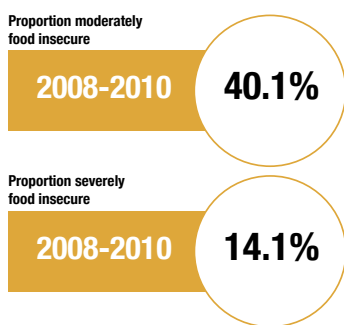 Proportion moderately
food insecure
2008-2010
40.1%
Proportion severely
food insecure
2008-2010
14.1%